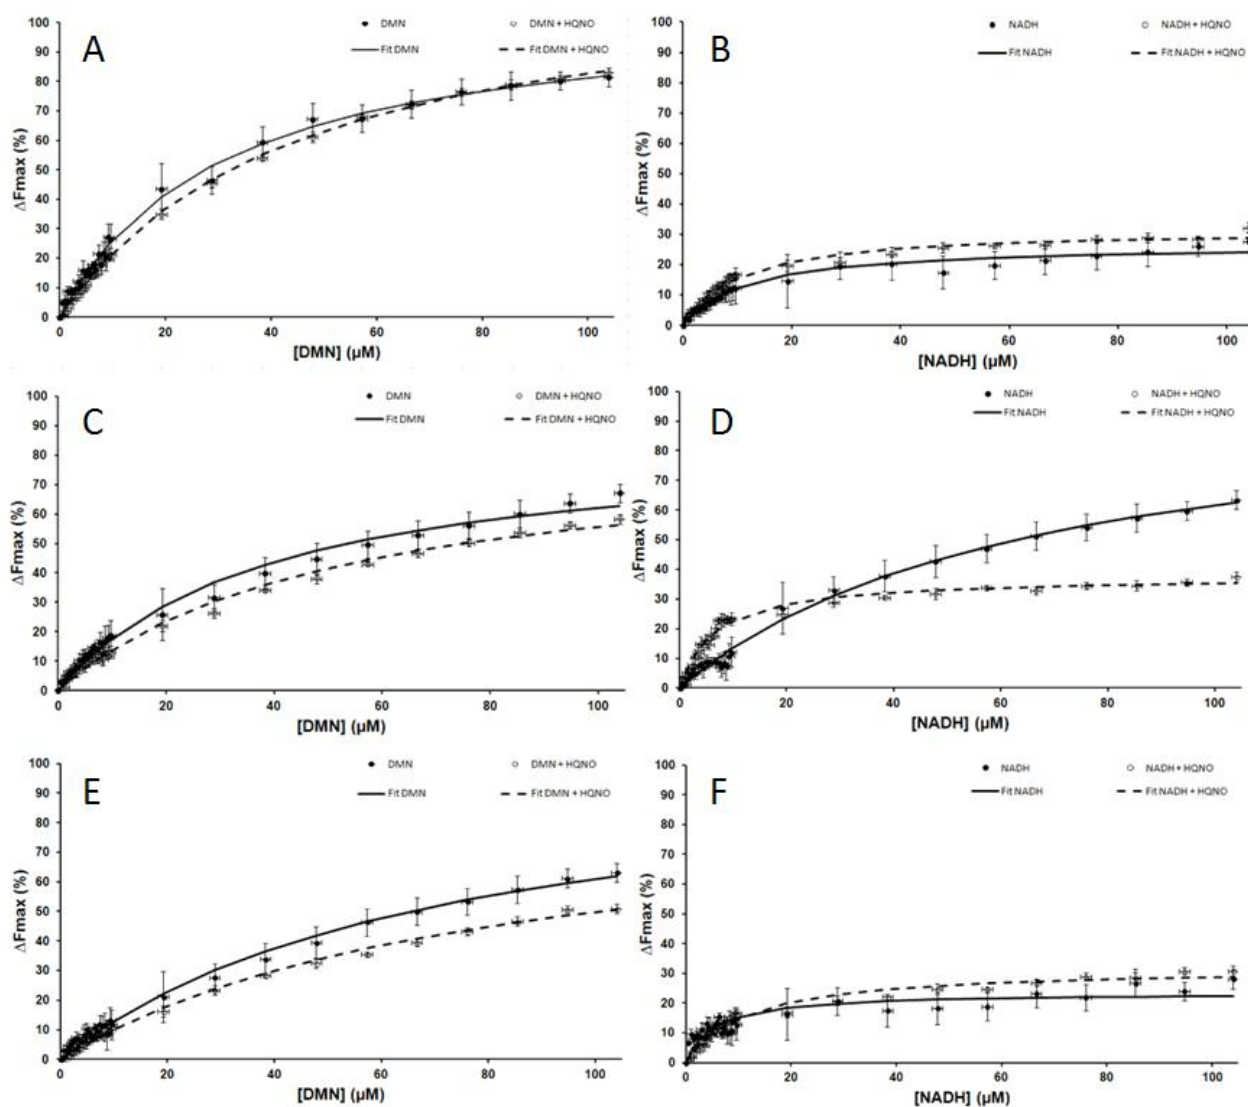 A
DMN DMN + HQNO
Fit DMN Fit DMN + HQNO
ΔFmax (%)
100
90
80
70
60
50
40
30
20
10
0
0 20 40 60 80 100
[DMN] (µM)
B
NADH NADH + HQNO
Fit NADH Fit NADH + HQNO
ΔFmax (%)
100
90
80
70
60
50
40
30
20
10
0
0 20 40 60 80 100
[NADH] (µM)
C
DMN DMN + HQNO
Fit DMN Fit DMN + HQNO
ΔFmax (%)
100
90
80
70
60
50
40
30
20
10
0
0 20 40 60 80 100
[DMN] (µM)
D
NADH NADH + HQNO
Fit NADH Fit NADH + HQNO
ΔFmax (%)
100
90
80
70
60
50
40
30
20
10
0
0 20 40 60 80 100
[NADH] (µM)
E
DMN DMN + HQNO
Fit DMN Fit DMN + HQNO
ΔFmax (%)
100
90
80
70
60
50
40
30
20
10
0
0 20 40 60 80 100
[DMN] (µM)
F
NADH NADH + HQNO
Fit NADH Fit NADH + HQNO
ΔFmax (%)
100
90
80
70
60
50
40
30
20
10
0
0 20 40 60 80 100
[NADH] (µM)